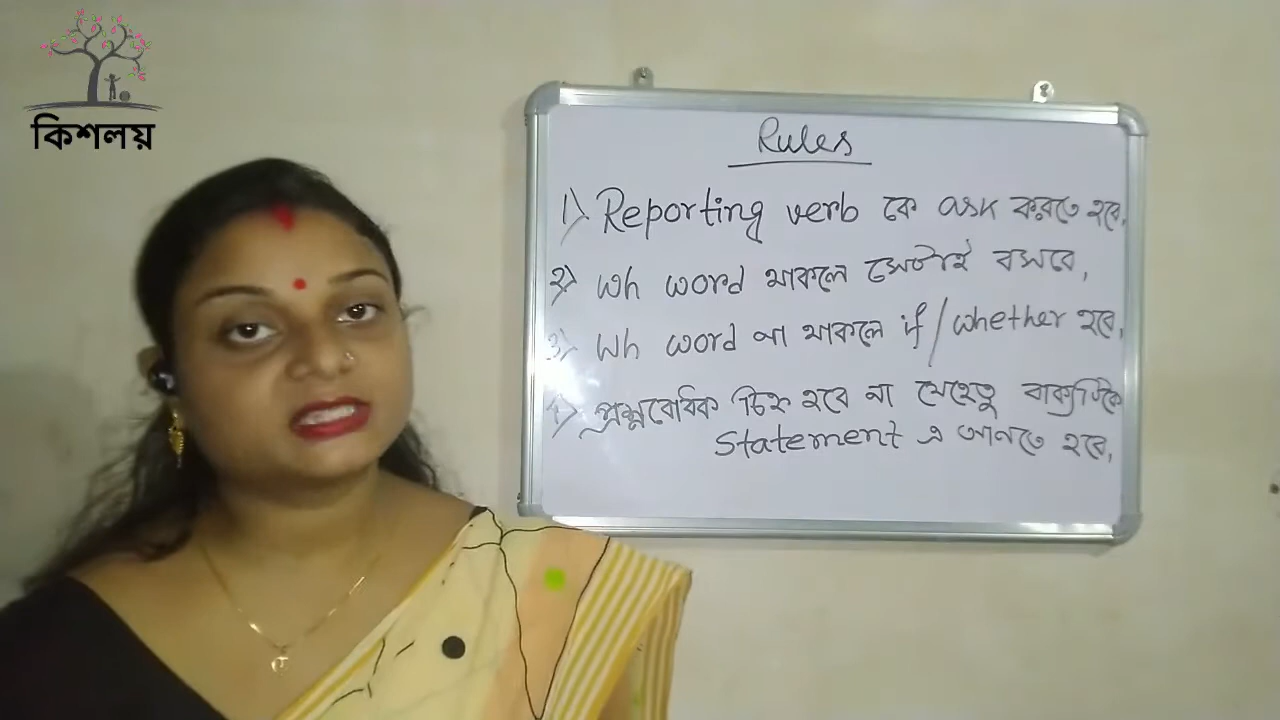 কিশলয়
Rules
1) Reporting verb কে ask করতে হবে,
২) Wh word থাকলে সেটাই বসবে,
3) Wh word না থাকলে if/whether হবে,
4) প্রশ্নবোধক চিহ্ন হবে না যেহেতু বাক্যটিকে
Statement এ আনতে হবে,